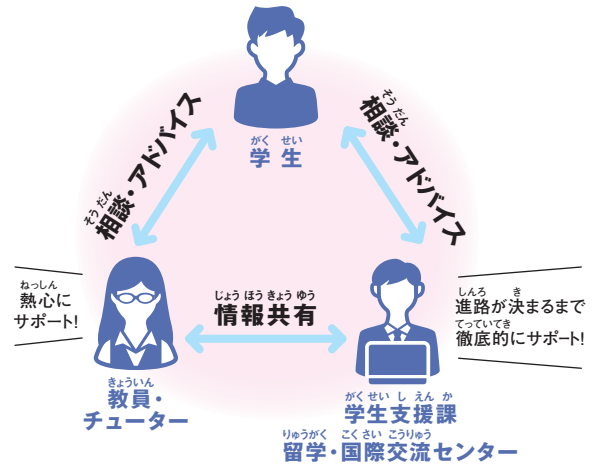 がくせい
学生
そうだん
相談・アドバイス
そうだん
相談・アドバイス
ねっしん
熱心に
サポート!
じょうほうきょうゆう
情報共有
しんろ き
進路が決まるまで
てっていてき
徹底的にサポート!
きょういん
教員・
チューター
がくせいしえんか
学生支援課
りゅうがく こくさいこうりゅう
留学・国際交流センター